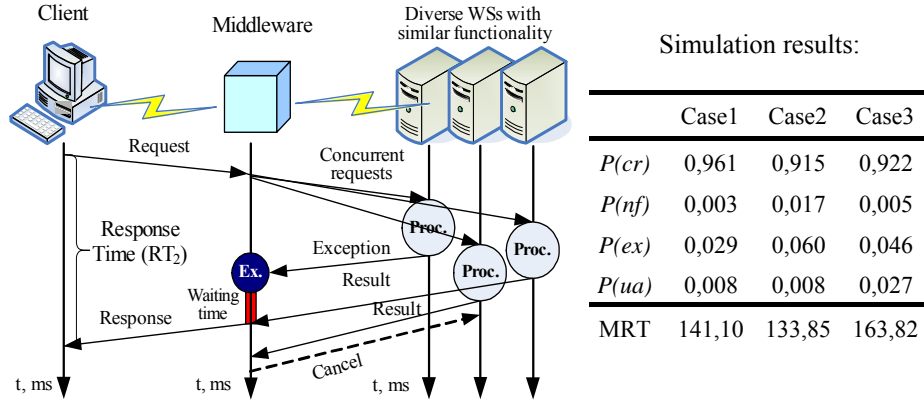 Client
Middleware
Diverse WSs with
similar functionality
Request
Concurrent
requests
Response
Time (RT2)
Proc.
Proc.
Proc.
Exception
Ex.
Result
Waiting
time
Result
Response
Cancel
t, ms
t, ms
t, ms
Simulation results:
Case1 Case2 Case3
P(cr) 0,961 0,915 0,922
P(nf) 0,003 0,017 0,005
P(ex) 0,029 0,060 0,046
P(ua) 0,008 0,008 0,027
MRT 141,10 133,85 163,82